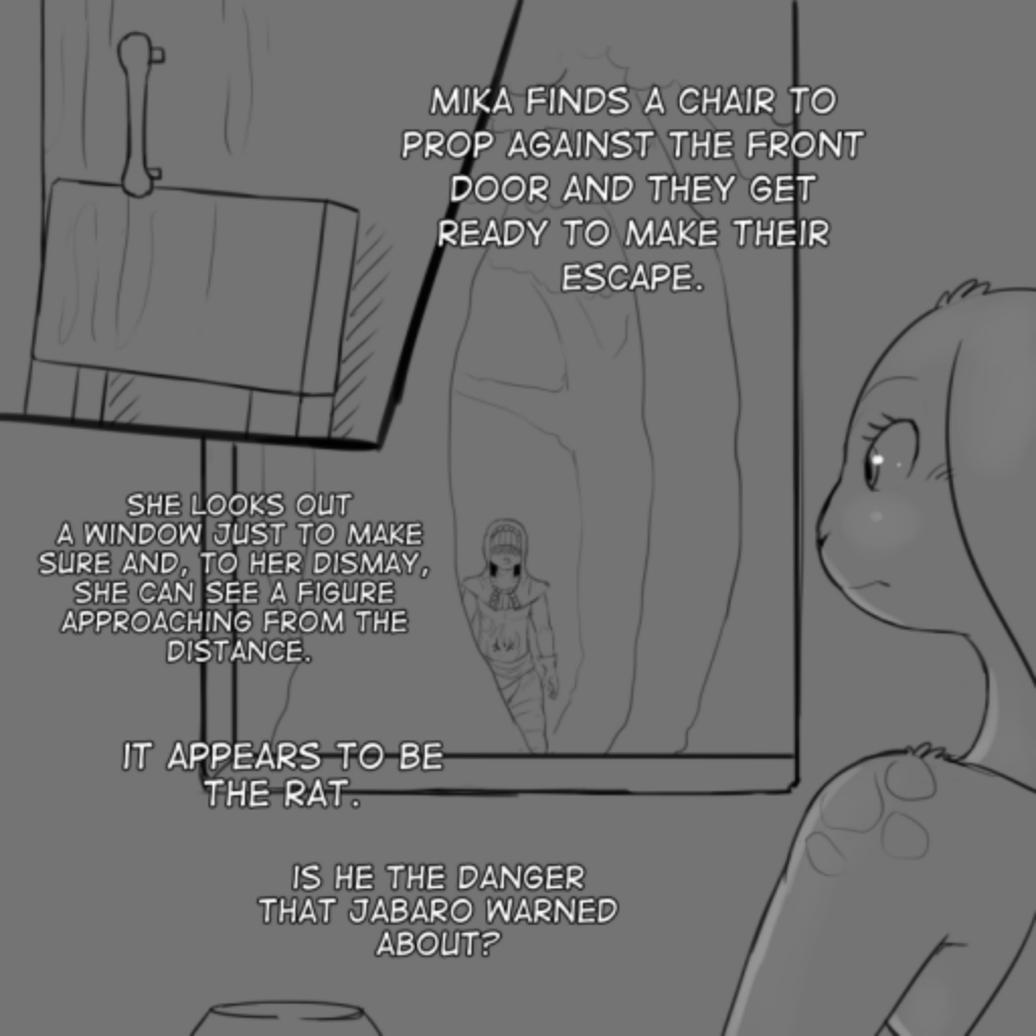 MIKA FINDS A CHAIR TO
PROP AGAINST THE FRONT
DOOR AND THEY GET
READY TO MAKE THEIR
ESCAPE.
SHE LOOKS OUT
A WINDOW JUST TO MAKE
SURE AND, TO HER DISMAY,
SHE CAN SEE A FIGURE
APPROACHING FROM THE
DISTANCE.
IT APPEARS TO BE
THE RAT.
IS HE THE DANGER
THAT JABARO WARNED
ABOUT?